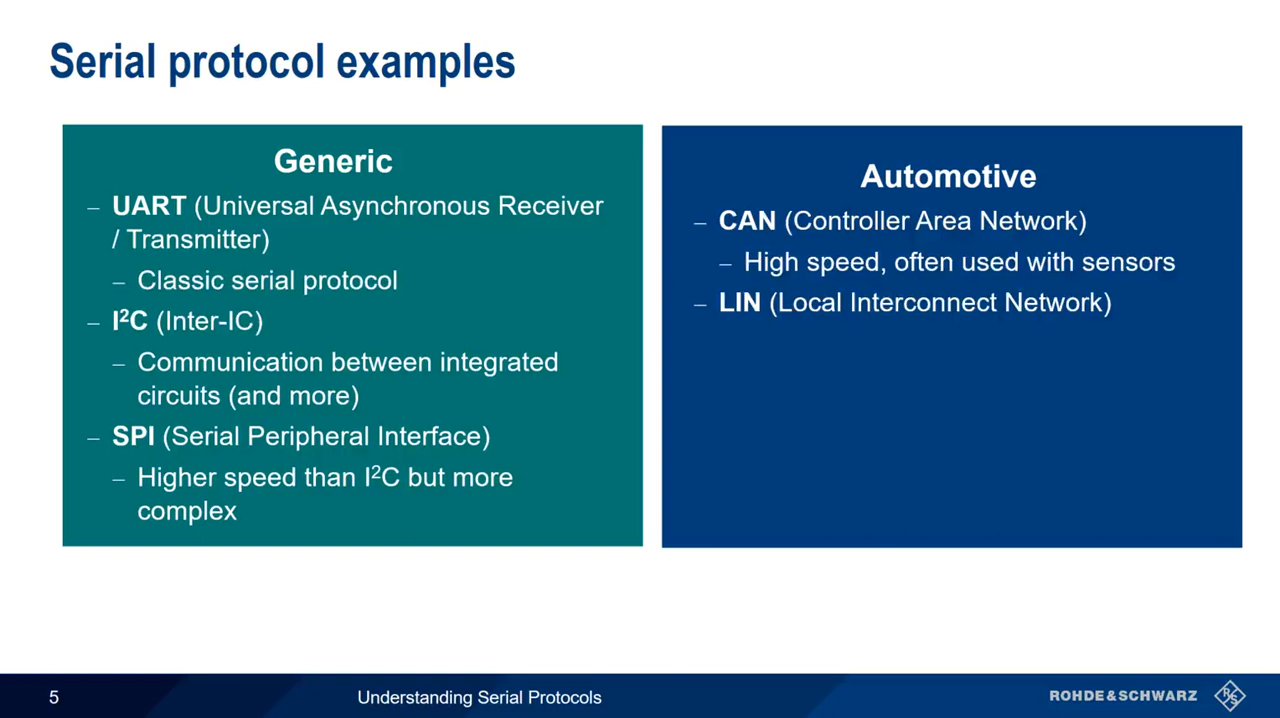 Serial protocol examples
Generic
– UART (Universal Asynchronous Receiver
/ Transmitter)
– Classic serial protocol
– I²C (Inter-IC)
– Communication between integrated
circuits (and more)
– SPI (Serial Peripheral Interface)
– Higher speed than I²C but more
complex
Automotive
– CAN (Controller Area Network)
– High speed, often used with sensors
– LIN (Local Interconnect Network)
5
Understanding Serial Protocols
ROHDE&SCHWARZ
R&S